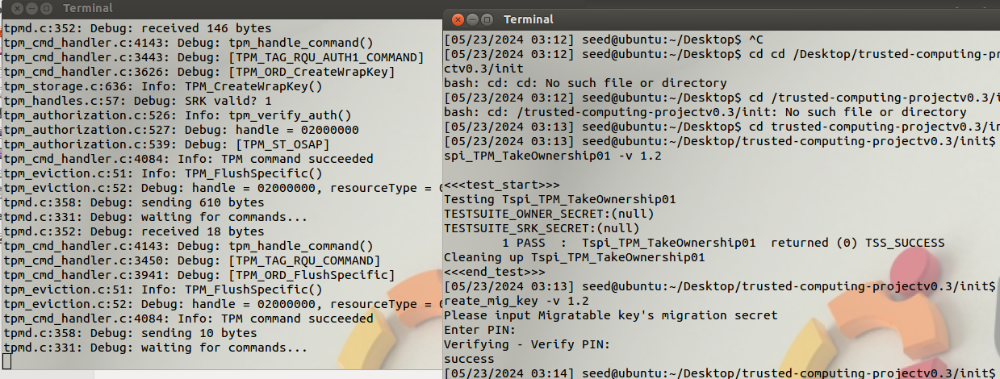 Terminal
tpmd.c:352: Debug: received 146 bytes
tpm_cmd_handler.c:4143: Debug: tpm_handle_command()
tpm_cmd_handler.c:3443: Debug: [TPM_TAG_RQU_AUTH1_COMMAND]
tpm_cmd_handler.c:3626: Debug: [TPM_ORD_CreateWrapKey]
tpm_storage.c:636: Info: TPM_CreateWrapKey()
tpm_handles.c:57: Debug: SRK valid? 1
tpm_authorization.c:526: Info: tpm_verify_auth()
tpm_authorization.c:527: Debug: handle = 02000000
tpm_authorization.c:539: Debug: [TPM_ST_OSAP]
tpm_cmd_handler.c:4084: Info: TPM command succeeded
tpm_eviction.c:51: Info: TPM_FlushSpecific()
tpm_eviction.c:52: Debug: handle = 02000000, resourceType =
tpmd.c:358: Debug: sending 610 bytes
tpmd.c:331: Debug: waiting for commands...
tpmd.c:352: Debug: received 18 bytes
tpm_cmd_handler.c:4143: Debug: tpm_handle_command()
tpm_cmd_handler.c:3450: Debug: [TPM_TAG_RQU_COMMAND]
tpm_cmd_handler.c:3941: Debug: [TPM_ORD_FlushSpecific]
tpm_eviction.c:51: Info: TPM_FlushSpecific()
tpm_eviction.c:52: Debug: handle = 02000000, resourceType =
tpm_cmd_handler.c:4084: Info: TPM command succeeded
tpmd.c:358: Debug: sending 10 bytes
tpmd.c:331: Debug: waiting for commands...
Terminal
[05/23/2024 03:12] seed@ubuntu:~/Desktop$ ^C
[05/23/2024 03:12] seed@ubuntu:~/Desktop$ cd cd /Desktop/trusted-computing-pr
ctv0.3/init
bash: cd: cd: No such file or directory
[05/23/2024 03:12] seed@ubuntu:~/Desktop$ cd /trusted-computing-projectv0.3/i
bash: cd: /trusted-computing-projectv0.3/init: No such file or directory
[05/23/2024 03:13] seed@ubuntu:~/Desktop$ cd trusted-computing-projectv0.3/in
[05/23/2024 03:13] seed@ubuntu:~/Desktop/trusted-computing-projectv0.3/init$
spi_TPM_TakeOwnership01 -v 1.2
<<<test_start>>>
Testing Tspi_TPM_TakeOwnership01
TESTSUITE_OWNER_SECRET:(null)
TESTSUITE_SRK_SECRET:(null)
1 PASS : Tspi_TPM_TakeOwnership01 returned (0) TSS_SUCCESS
Cleaning up Tspi_TPM_TakeOwnership01
<<<end_test>>>
[05/23/2024 03:13] seed@ubuntu:~/Desktop/trusted-computing-projectv0.3/init$
reate_mig_key -v 1.2
Please input Migratable key's migration secret
Enter PIN:
Verifying - Verify PIN:
success
[05/23/2024 03:14] seed@ubuntu:~/Desktop/trusted-computing-projectv0.3/init$